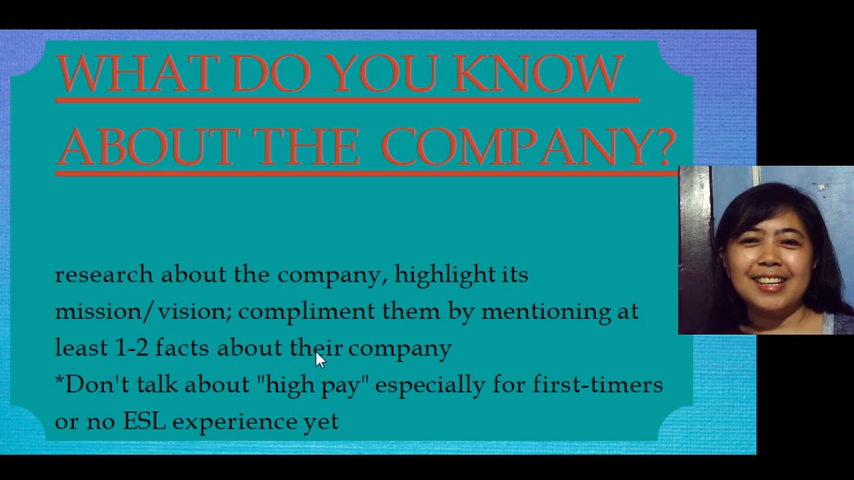 WHAT DO YOU KNOW
ABOUT THE COMPANY?
research about the company, highlight its
mission/vision; compliment them by mentioning at
least 1-2 facts about their company
*Don't talk about "high pay" especially for first-timers
or no ESL experience yet